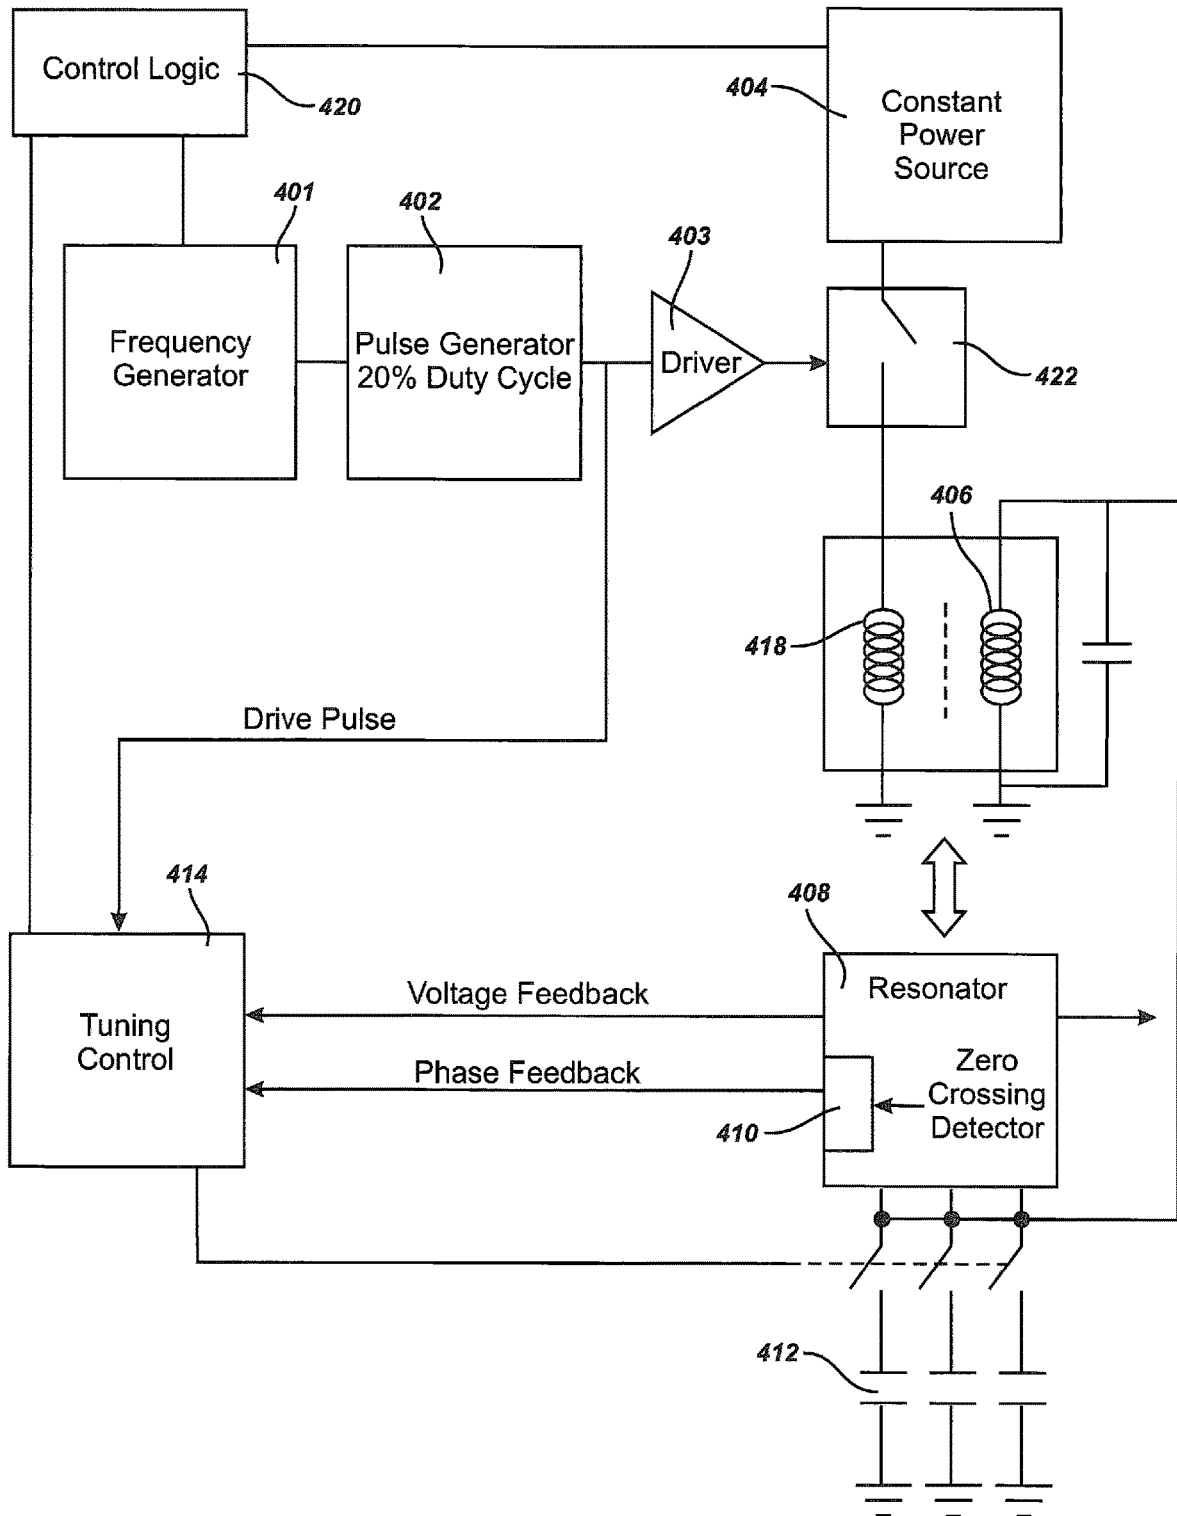 Control Logic
420
404
Constant
Power
Source
401
402
403
Frequency
Generator
Pulse Generator
20% Duty Cycle
Driver
422
406
418
Drive Pulse
414
408
Voltage Feedback
Resonator
Tuning
Control
Phase Feedback
Zero
Crossing
Detector
410
412